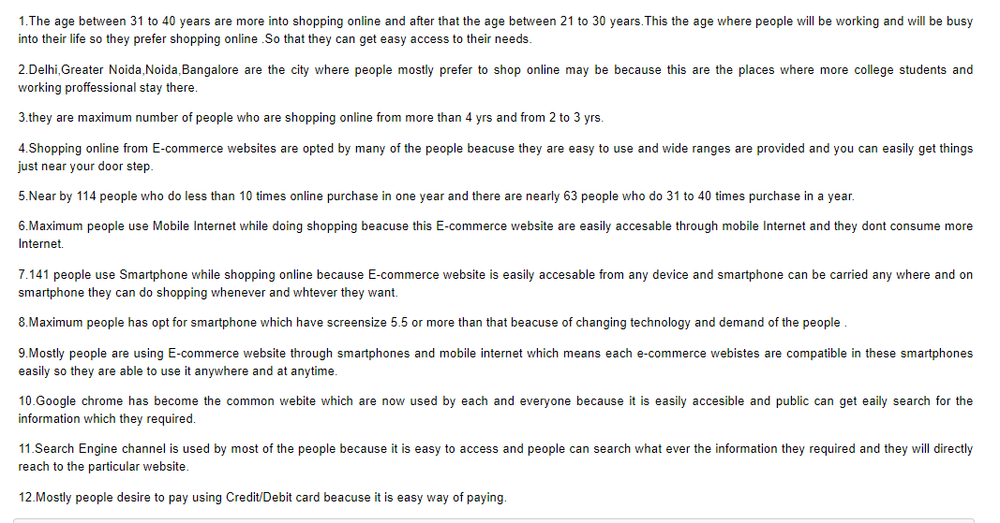 1.The age between 31 to 40 years are more into shopping online and after that the age between 21 to 30 years.This the age where people will be working and will be busy
into their life so they prefer shopping online .So that they can get easy access to their needs.
2.Delhi,Greater Noida,Noida,Bangalore are the city where people mostly prefer to shop online may be because this are the places where more college students and
working proffessional stay there.
3.they are maximum number of people who are shopping online from more than 4 yrs and from 2 to 3 yrs.
4.Shopping online from E-commerce websites are opted by many of the people beacuse they are easy to use and wide ranges are provided and you can easily get things
just near your door step.
5.Near by 114 people who do less than 10 times online purchase in one year and there are nearly 63 people who do 31 to 40 times purchase in a year.
6.Maximum people use Mobile Internet while doing shopping beacuse this E-commerce website are easily accesable through mobile Internet and they dont consume more
Internet.
7.141 people use Smartphone while shopping online because E-commerce website is easily accesable from any device and smartphone can be carried any where and on
smartphone they can do shopping whenever and whtever they want.
8.Maximum people has opt for smartphone which have screensize 5.5 or more than that beacuse of changing technology and demand of the people .
9.Mostly people are using E-commerce website through smartphones and mobile internet which means each e-commerce webistes are compatible in these smartphones
easily so they are able to use it anywhere and at anytime.
10.Google chrome has become the common webite which are now used by each and everyone because it is easily accesible and public can get eaily search for the
information which they required.
11.Search Engine channel is used by most of the people because it is easy to access and people can search what ever the information they required and they will directly
reach to the particular website.
12.Mostly people desire to pay using Credit/Debit card beacuse it is easy way of paying.